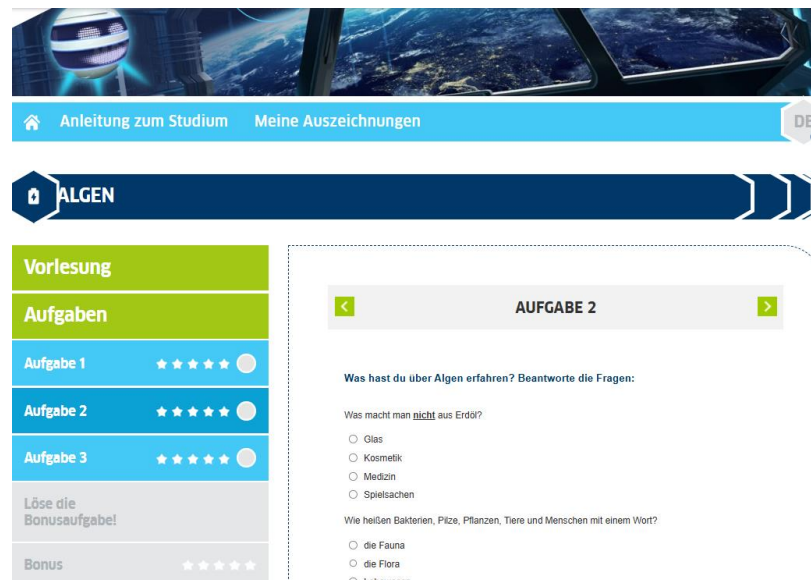 Anleitung zum Studium Meine Auszeichnungen
DE
ALGEN
Vorlesung
Aufgaben
Aufgabe 1
Aufgabe 2
Aufgabe 3
Löse die
Bonusaufgabe!
Bonus
AUFGABE 2
Was hast du über Algen erfahren? Beantworte die Fragen:
Was macht man nicht aus Erdöl?
Glas
Kosmetik
Medizin
Spielsachen
Wie heißen Bakterien, Pilze, Pflanzen, Tiere und Menschen mit einem Wort?
die Fauna
die Flora